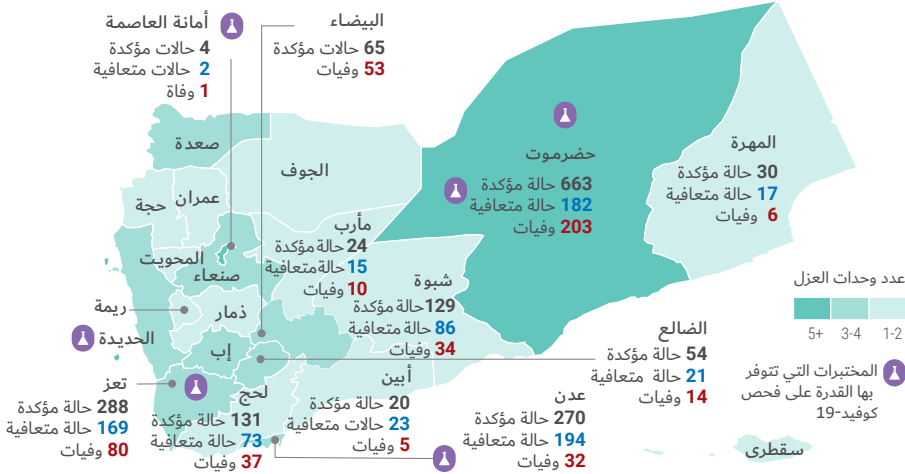 أمانة العاصمة
4 حالات مؤكدة
2 حالات متعافية
1 وفاة
البيضاء
65 حالات مؤكدة
53 وفيات
صعدة
الجوف
عمران
حجة
المحويت
صنعاء
ريمة
ذمار
الحديدة
إب
حضرموت
663 حالة مؤكدة
182 حالة متعافية
203 وفيات
المهرة
30 حالة مؤكدة
17 حالة متعافية
6 وفيات
مأرب
24 حالة مؤكدة
15 حالة متعافية
10 وفيات
شبوة
129 حالة مؤكدة
86 حالة متعافية
34 وفيات
الضالع
54 حالة مؤكدة
21 حالة متعافية
14 وفيات
تعز
288 حالة مؤكدة
169 حالة متعافية
80 وفيات
لحج
131 حالة مؤكدة
73 حالة متعافية
37 وفيات
أبين
20 حالة مؤكدة
23 حالات متعافية
5 وفيات
عدن
270 حالة مؤكدة
194 حالة متعافية
32 وفيات
سقطرى
عدد وحدات العزل
5+ 3-4 1-2
المختبرات التي تتوفر
بها القدرة على فحص
كوفيد-19